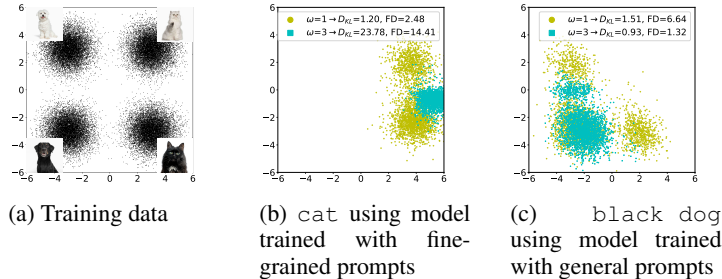 6
4
2
0
−2
−4
−6
−6 −4 −2 0 2 4 6
(a) Training data
6
4
2
0
−2
−4
−6
−6 −4 −2 0 2 4 6
ω=1→D_KL=1.20, FD=2.48
ω=3→D_KL=23.78, FD=14.41
(b) cat using model
trained with fine-
grained prompts
6
4
2
0
−2
−4
−6
−6 −4 −2 0 2 4 6
ω=1→D_KL=1.51, FD=6.64
ω=3→D_KL=0.93, FD=1.32
(c) black dog
using model trained
with general prompts